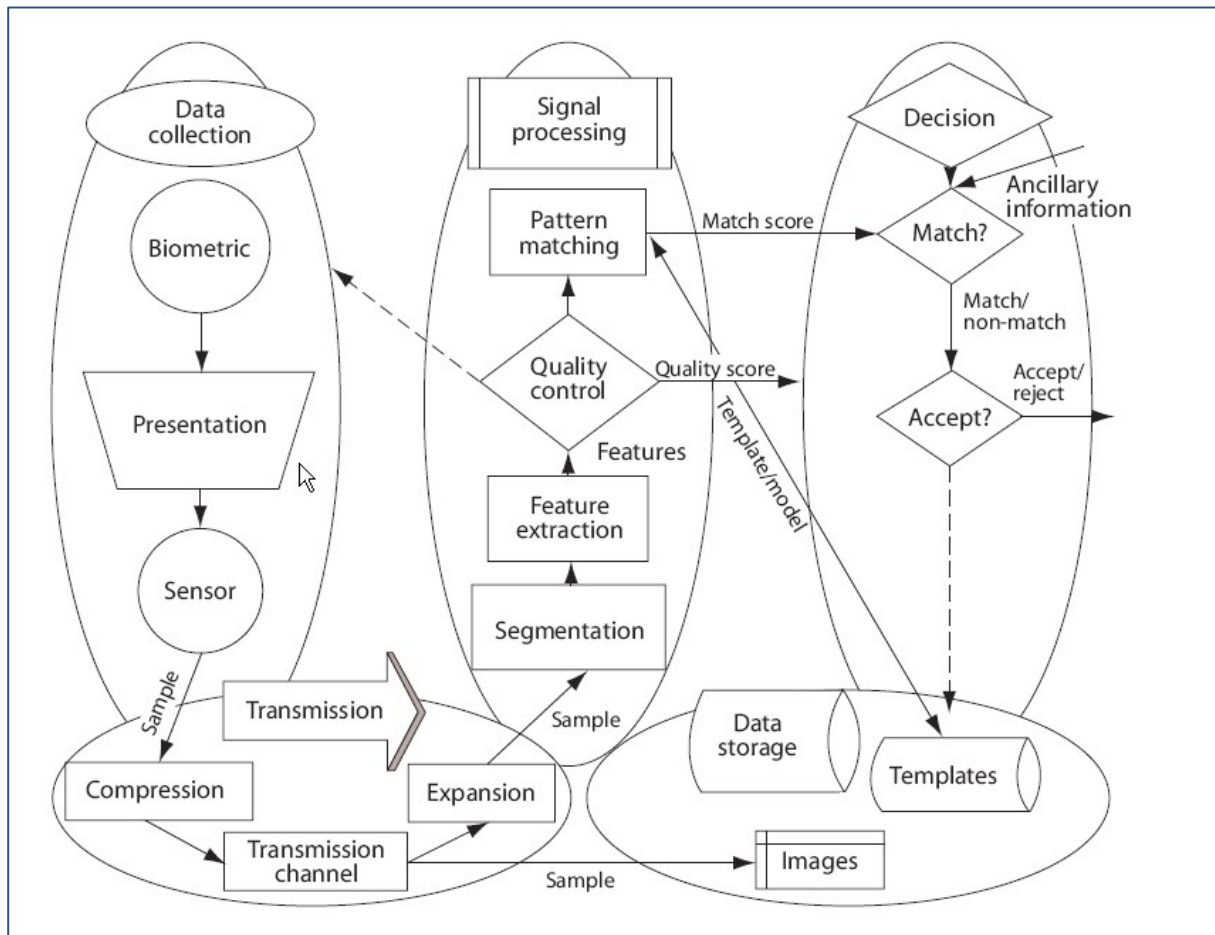 Data
collection
Biometric
Presentation
Sensor
Sample
Transmission
Compression
Transmission
channel
Expansion
Sample
Sample
Signal
processing
Pattern
matching
Match score
Quality
control
Quality score
Features
Feature
extraction
Segmentation
Template/model
Decision
Ancillary
information
Match?
Match/
non-match
Accept?
Accept/
reject
Data
storage
Templates
Images